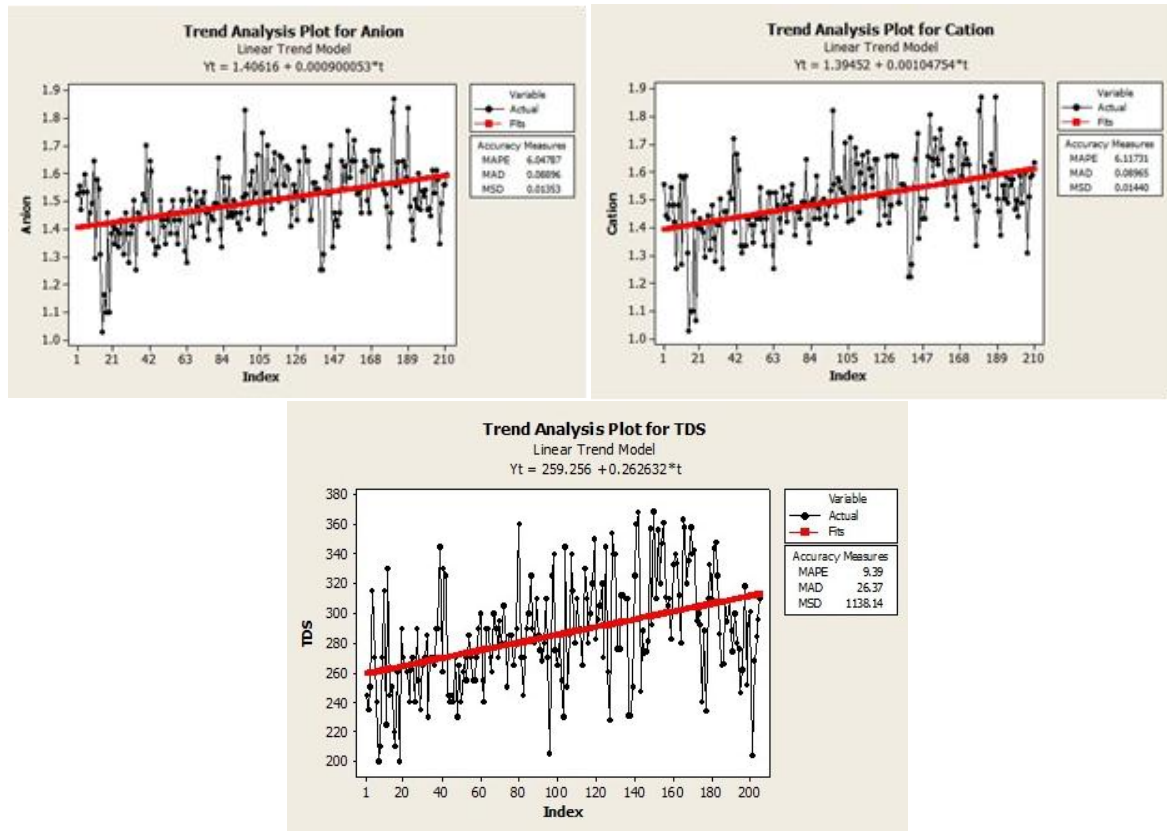 Trend Analysis Plot for Anion
Linear Trend Model
Yt = 1.40616 + 0.000900053*t
Variable
Actual
Fits
Accuracy Measures
MAPE 6.04787
MAD 0.08896
MSD 0.01353
Anion
1.9
1.8
1.7
1.6
1.5
1.4
1.3
1.2
1.1
1.0
1 21 42 63 84 105 126 147 168 189 210
Index
Trend Analysis Plot for Cation
Linear Trend Model
Yt = 1.39452 + 0.00104754*t
Variable
Actual
Fits
Accuracy Measures
MAPE 6.11731
MAD 0.08965
MSD 0.01440
Cation
1.9
1.8
1.7
1.6
1.5
1.4
1.3
1.2
1.1
1.0
1 21 42 63 84 105 126 147 168 189 210
Index
Trend Analysis Plot for TDS
Linear Trend Model
Yt = 259.256 + 0.262632*t
Variable
Actual
Fits
Accuracy Measures
MAPE 9.39
MAD 26.37
MSD 1138.14
TDS
380
360
340
320
300
280
260
240
220
200
1 20 40 60 80 100 120 140 160 180 200
Index